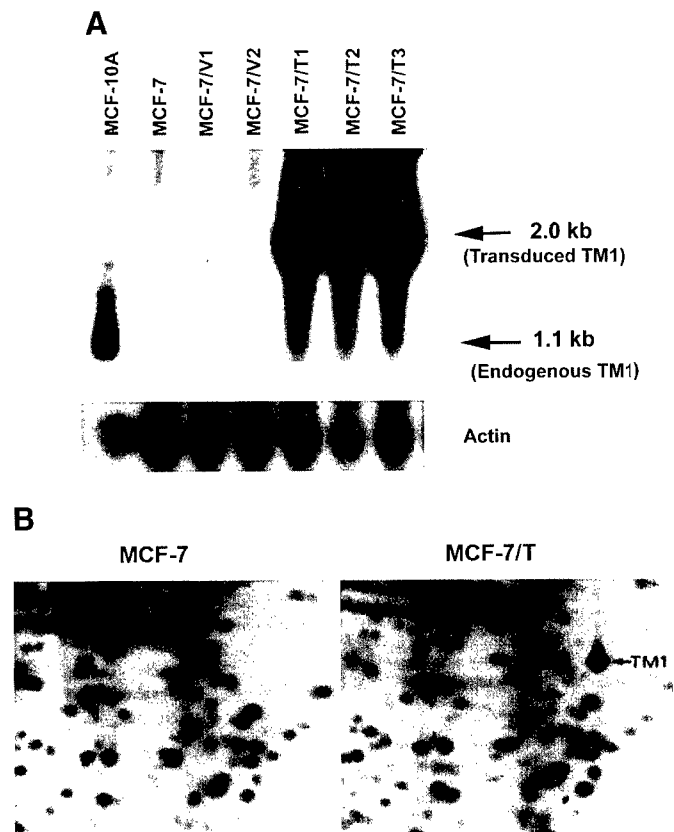 A
MCF-10A
MCF-7
MCF-7/V1
MCF-7/V2
MCF-7/T1
MCF-7/T2
MCF-7/T3
2.0 kb
(Transduced TM1)
1.1 kb
(Endogenous TM1)
Actin
B
MCF-7
MCF-7/T
TM1